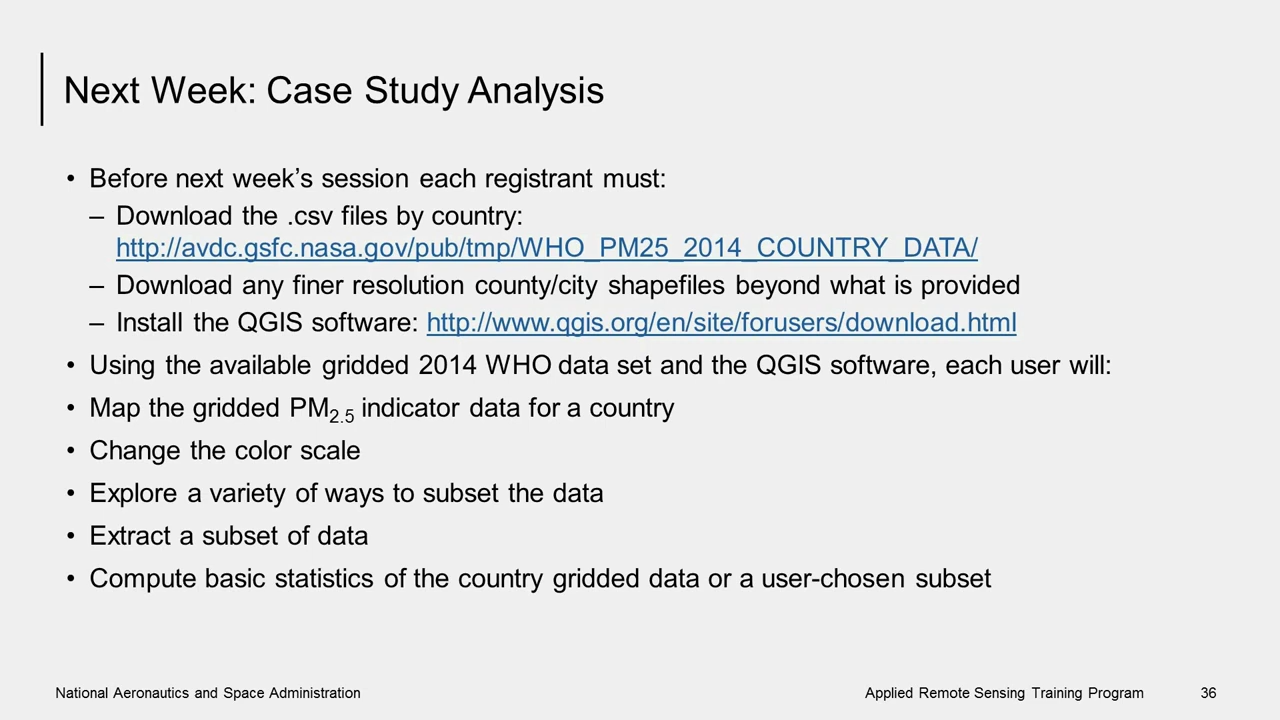 Next Week: Case Study Analysis
• Before next week’s session each registrant must:
– Download the .csv files by country:
http://avdc.gsfc.nasa.gov/pub/tmp/WHO_PM25_2014_COUNTRY_DATA/
– Download any finer resolution county/city shapefiles beyond what is provided
– Install the QGIS software: http://www.qgis.org/en/site/forusers/download.html
• Using the available gridded 2014 WHO data set and the QGIS software, each user will:
• Map the gridded PM2.5 indicator data for a country
• Change the color scale
• Explore a variety of ways to subset the data
• Extract a subset of data
• Compute basic statistics of the country gridded data or a user-chosen subset
National Aeronautics and Space Administration
Applied Remote Sensing Training Program
36